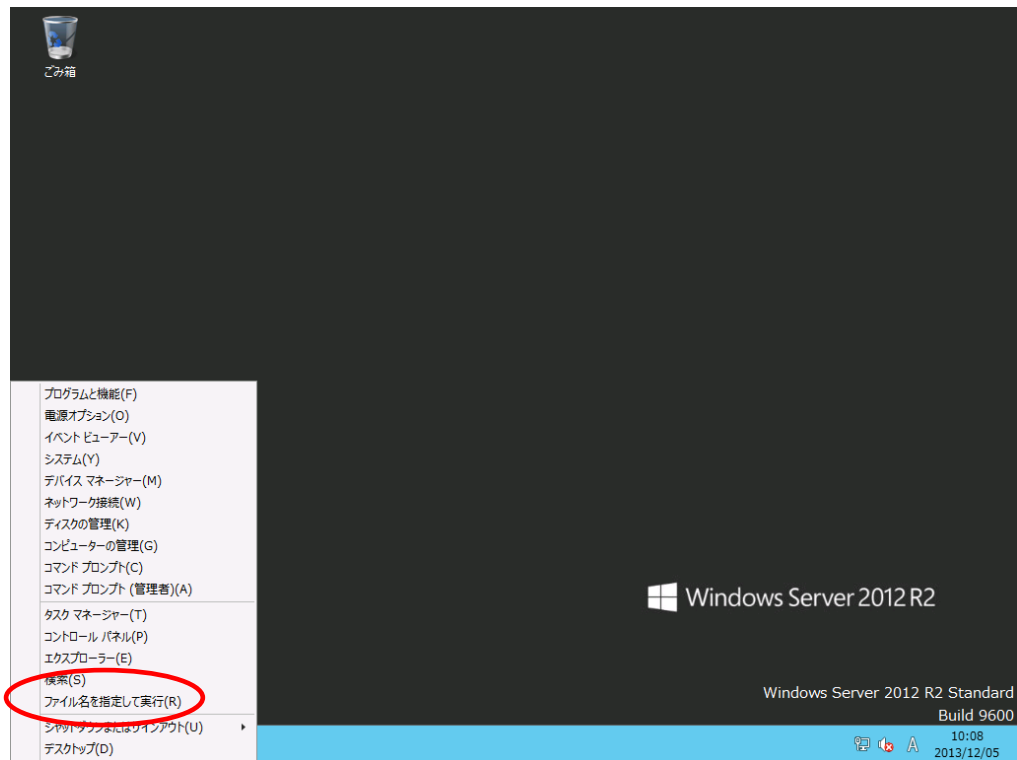 ごみ箱
プログラムと機能(F)
電源オプション(O)
イベント ビューアー(V)
システム(Y)
デバイス マネージャー(M)
ネットワーク接続(W)
ディスクの管理(K)
コンピューターの管理(G)
コマンド プロンプト(C)
コマンド プロンプト (管理者)(A)
タスク マネージャー(T)
コントロール パネル(P)
エクスプローラー(E)
検索(S)
ファイル名を指定して実行(R)
シャットダウンまたはサインアウト(U)
デスクトップ(D)
Windows Server 2012 R2
Windows Server 2012 R2 Standard
Build 9600
A
10:08
2013/12/05